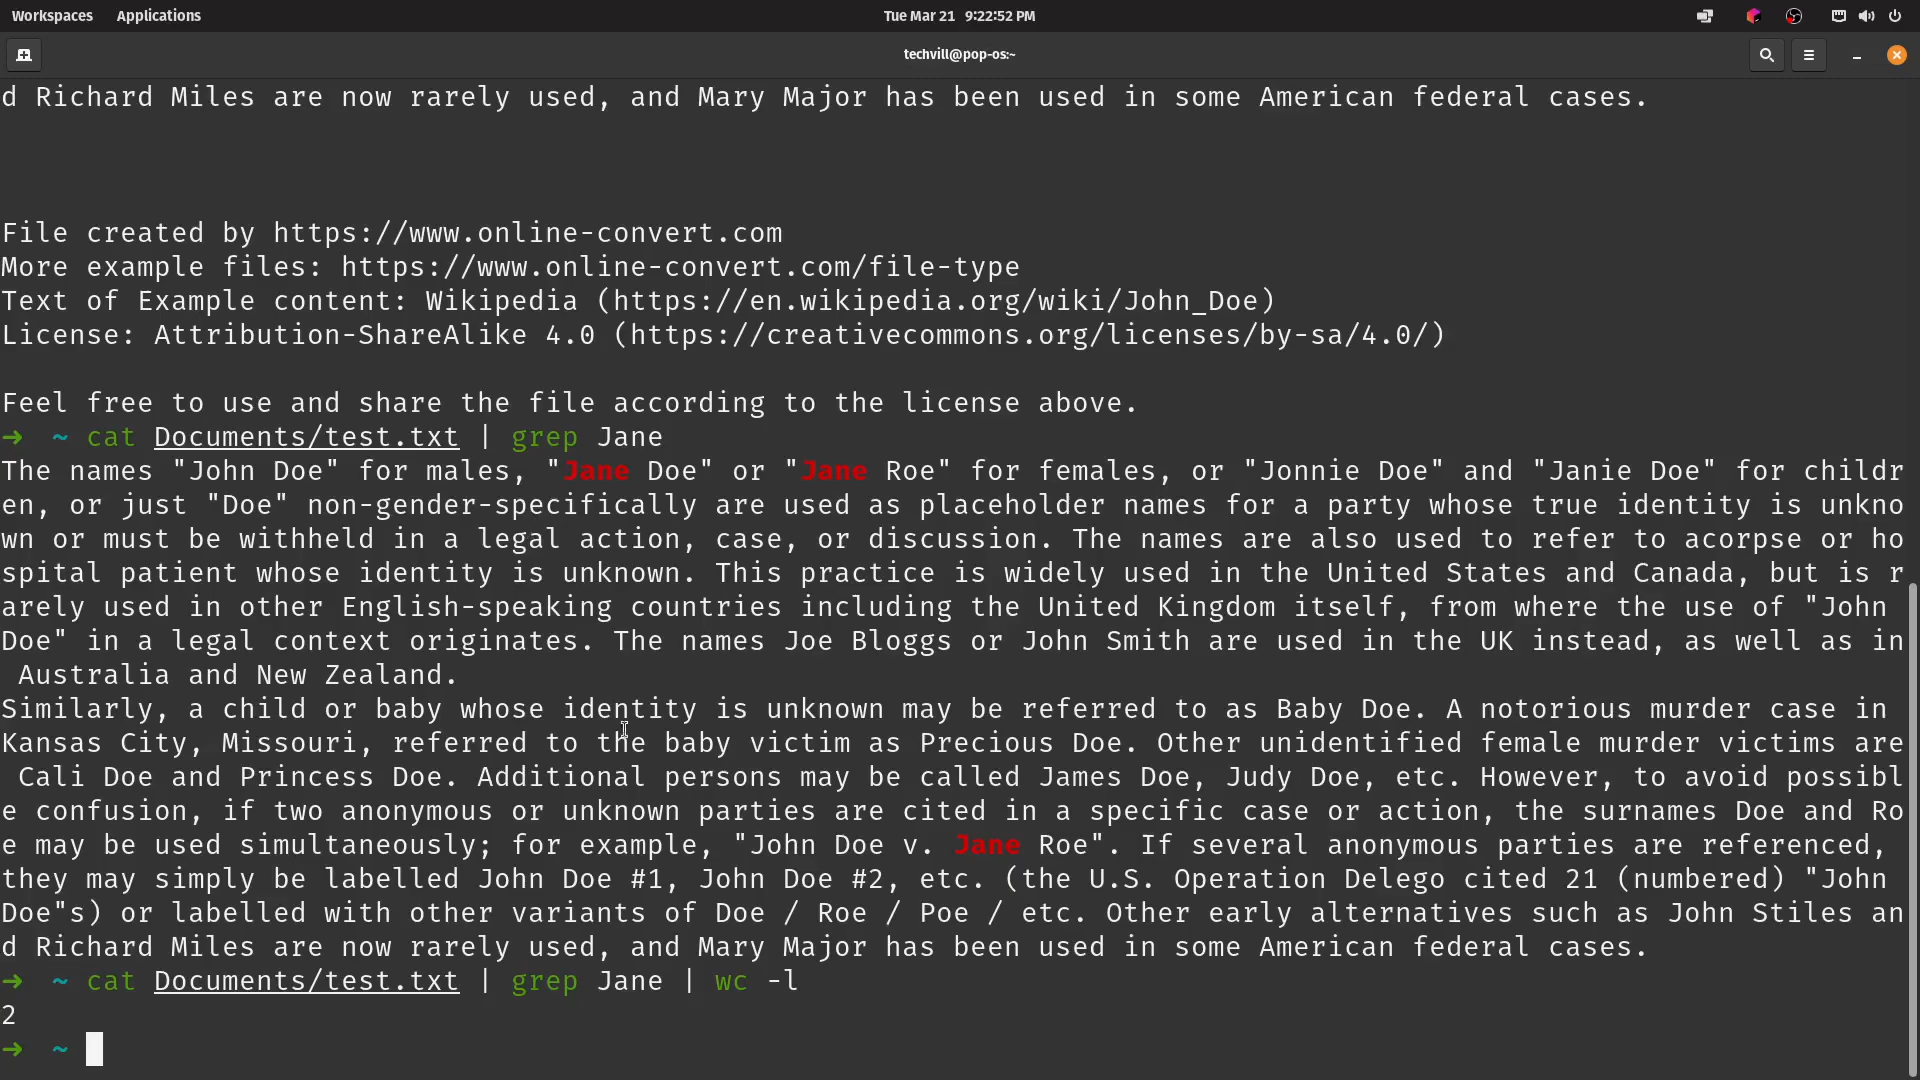 Workspaces Applications Tue Mar 21 9:22:52 PM
techvill@pop-os:~
d Richard Miles are now rarely used, and Mary Major has been used in some American federal cases.
File created by https://www.online-convert.com
More example files: https://www.online-convert.com/file-type
Text of Example content: Wikipedia (https://en.wikipedia.org/wiki/John_Doe)
License: Attribution-ShareAlike 4.0 (https://creativecommons.org/licenses/by-sa/4.0/)
Feel free to use and share the file according to the license above.
➜ ~ cat Documents/test.txt | grep Jane
The names "John Doe" for males, "Jane Doe" or "Jane Roe" for females, or "Jonnie Doe" and "Janie Doe" for childr
en, or just "Doe" non-gender-specifically are used as placeholder names for a party whose true identity is unkno
wn or must be withheld in a legal action, case, or discussion. The names are also used to refer to acorpse or ho
spital patient whose identity is unknown. This practice is widely used in the United States and Canada, but is r
arely used in other English-speaking countries including the United Kingdom itself, from where the use of "John
Doe" in a legal context originates. The names Joe Bloggs or John Smith are used in the UK instead, as well as in
Australia and New Zealand.
Similarly, a child or baby whose identity is unknown may be referred to as Baby Doe. A notorious murder case in
Kansas City, Missouri, referred to the baby victim as Precious Doe. Other unidentified female murder victims are
Cali Doe and Princess Doe. Additional persons may be called James Doe, Judy Doe, etc. However, to avoid possibl
e confusion, if two anonymous or unknown parties are cited in a specific case or action, the surnames Doe and Ro
e may be used simultaneously; for example, "John Doe v. Jane Roe". If several anonymous parties are referenced,
they may simply be labelled John Doe #1, John Doe #2, etc. (the U.S. Operation Delego cited 21 (numbered) "John
Doe"s) or labelled with other variants of Doe / Roe / Poe / etc. Other early alternatives such as John Stiles an
d Richard Miles are now rarely used, and Mary Major has been used in some American federal cases.
➜ ~ cat Documents/test.txt | grep Jane | wc -l
2
➜ ~